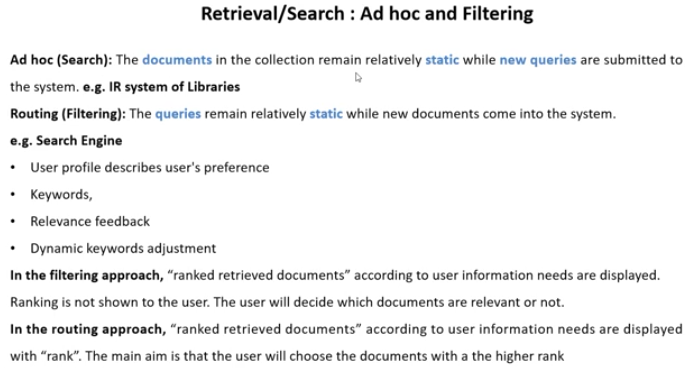 Retrieval/Search : Ad hoc and Filtering
Ad hoc (Search): The documents in the collection remain relatively static while new queries are submitted to
the system. e.g. IR system of Libraries
Routing (Filtering): The queries remain relatively static while new documents come into the system.
e.g. Search Engine
• User profile describes user's preference
• Keywords,
• Relevance feedback
• Dynamic keywords adjustment
In the filtering approach, “ranked retrieved documents” according to user information needs are displayed.
Ranking is not shown to the user. The user will decide which documents are relevant or not.
In the routing approach, “ranked retrieved documents” according to user information needs are displayed
with “rank”. The main aim is that the user will choose the documents with a the higher rank